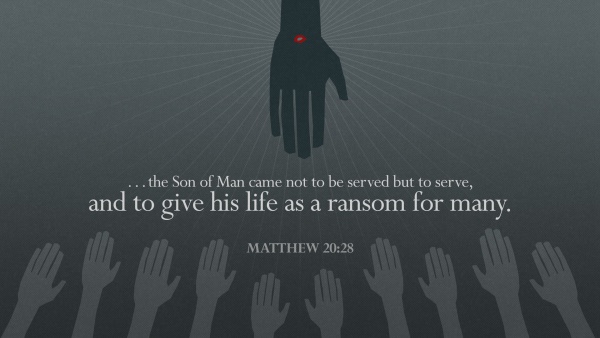 ...the Son of Man came not to be served but to serve,
and to give his life as a ransom for many.
MATTHEW 20:28